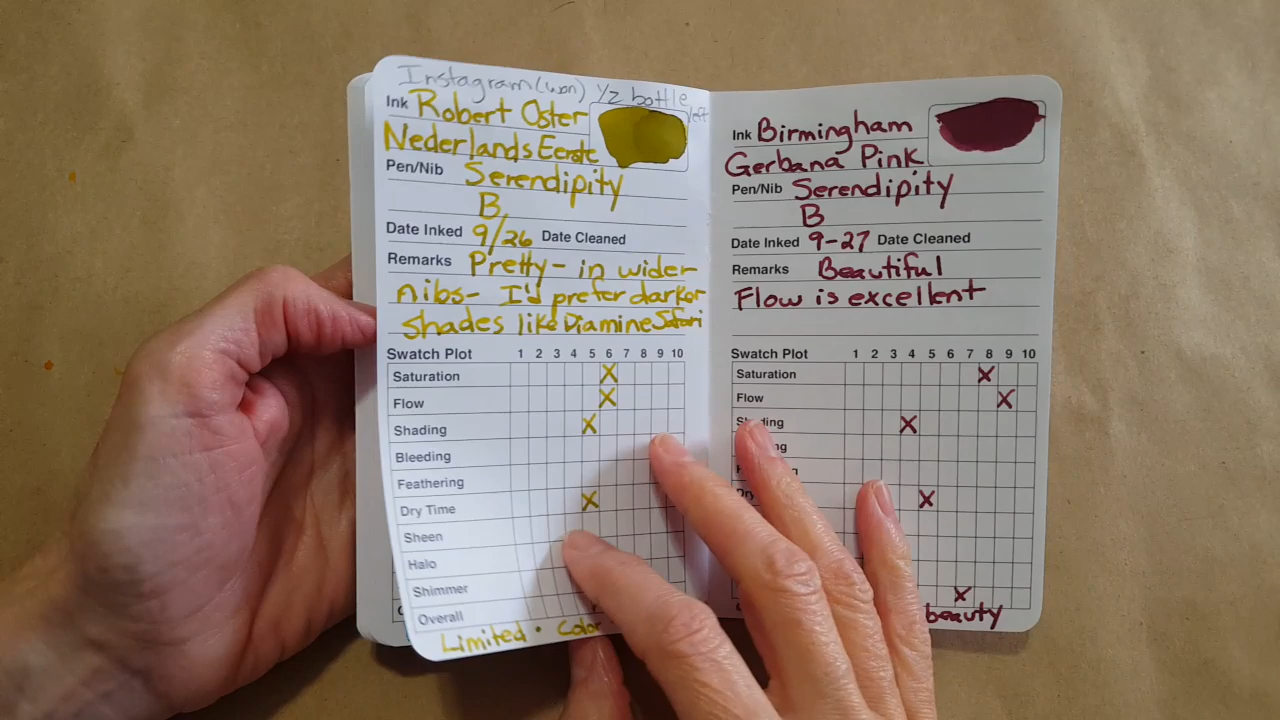 Instagram (won) 1/2 bottle
left
Ink Robert Oster
Nederlands Eerste
Pen/Nib Serendipity
B
Date Inked 9/26 Date Cleaned
Remarks Pretty - in wider
nibs - I'd prefer darker
shades like Diamine Safari
Swatch Plot 1 2 3 4 5 6 7 8 9 10
Saturation X
Flow X
Shading X
Bleeding
Feathering
Dry Time X
Sheen
Halo
Shimmer
Overall
Limited · Color
Ink Birmingham
Gerbana Pink
Pen/Nib Serendipity
B
Date Inked 9-27 Date Cleaned
Remarks Beautiful
Flow is excellent
Swatch Plot 1 2 3 4 5 6 7 8 9 10
Saturation X
Flow X
Shading X
X
X
beauty